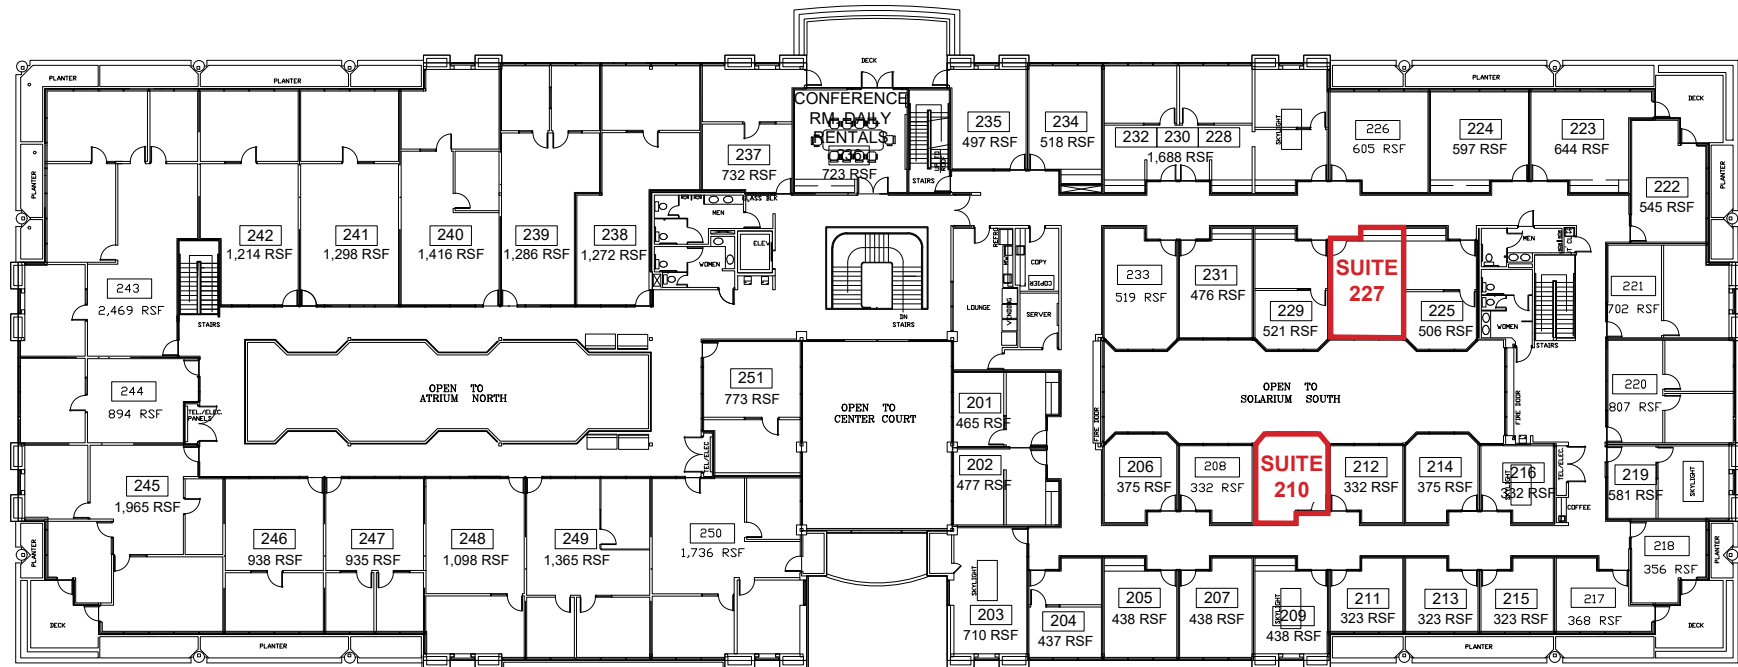 DECK
PLANTER
PLANTER
PLANTER
DECK
CONFERENCE
RM. DAILY
RENTALS
236
723 RSF
STAIRS
237
732 RSF
235
497 RSF
234
518 RSF
232 230 228
1,688 RSF
SKYLIGHT
226
605 RSF
224
597 RSF
223
644 RSF
222
545 RSF
PLANTER
PLANTER
242
1,214 RSF
241
1,298 RSF
240
1,416 RSF
239
1,286 RSF
238
1,272 RSF
MEN
GLASS BLK
ELEV
WOMEN
243
2,469 RSF
STAIRS
DN
STAIRS
LOUNGE
REFRIG
COPY
COPIER
VENDING
SERVER
233
519 RSF
231
476 RSF
229
521 RSF
SUITE
227
225
506 RSF
MEN
WOMEN
STAIRS
221
702 RSF
244
894 RSF
TEL./ELEC.
PANELS
OPEN TO
ATRIUM NORTH
251
773 RSF
TEL/ELEC
OPEN TO
CENTER COURT
201
465 RSF
202
477 RSF
FIRE DOOR
OPEN TO
SOLARIUM SOUTH
FIRE DOOR
220
807 RSF
245
1,965 RSF
206
375 RSF
208
332 RSF
SUITE
210
212
332 RSF
214
375 RSF
216
332 RSF
SKYLIGHT
TEL/ELEC.
COFFEE
219
581 RSF
SKYLIGHT
246
938 RSF
247
935 RSF
248
1,098 RSF
249
1,365 RSF
250
1,736 RSF
218
356 RSF
PLANTER
PLANTER
SKYLIGHT
203
710 RSF
204
437 RSF
205
438 RSF
207
438 RSF
SKYLIGHT
209
438 RSF
211
323 RSF
213
323 RSF
215
323 RSF
217
368 RSF
DECK
DECK
PLANTER
PLANTER